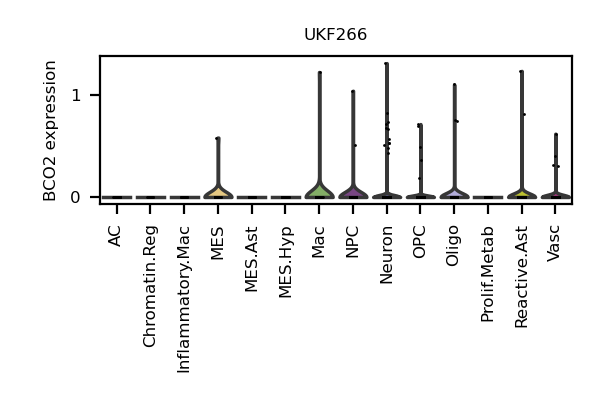 UKF266
BCO2 expression
1
0
AC
Chromatin.Reg
Inflammatory.Mac
MES
MES.Ast
MES.Hyp
Mac
NPC
Neuron
OPC
Oligo
Prolif.Metab
Reactive.Ast
Vasc